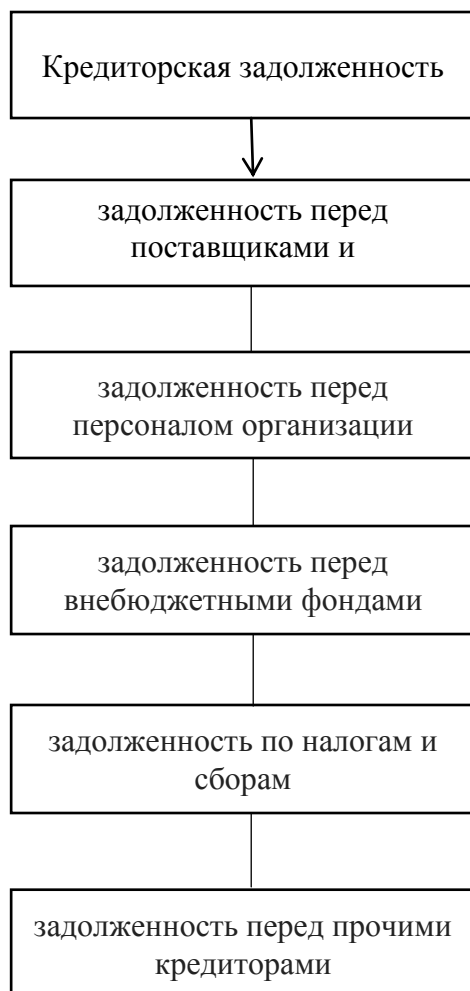 Кредиторская задолженность
задолженность перед
поставщиками и
задолженность перед
персоналом организации
задолженность перед
внебюджетными фондами
задолженность по налогам и
сборам
задолженность перед прочими
кредиторами